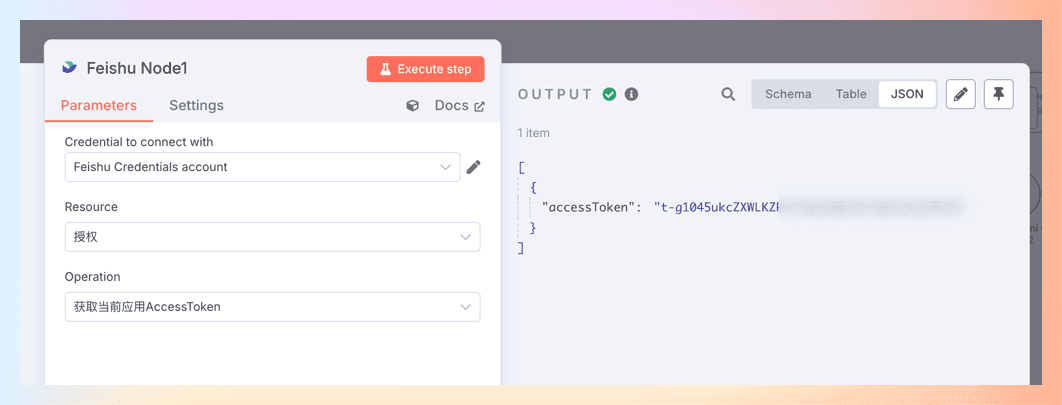 Feishu Node1
Execute step
Parameters
Settings
Docs
Credential to connect with
Feishu Credentials account
Resource
授权
Operation
获取当前应用AccessToken
OUTPUT
Schema
Table
JSON
1 item
[
{
"accessToken": "t-g1045ukcZXWLKZ
}
]